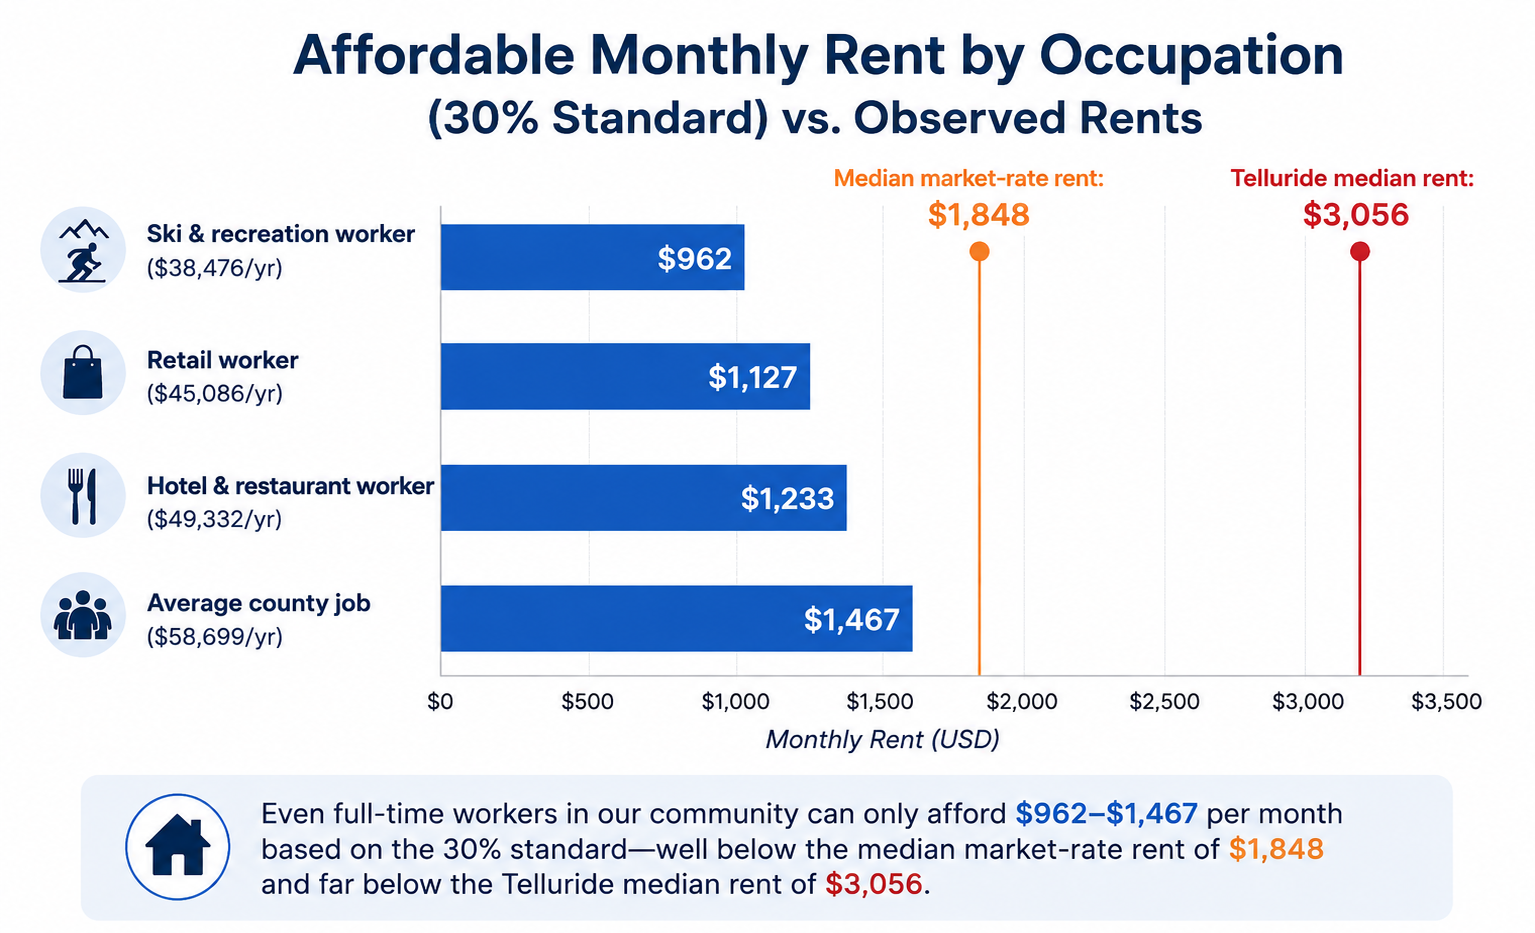 Affordable Monthly Rent by Occupation
(30% Standard) vs. Observed Rents
Median market-rate rent:
$1,848
Telluride median rent:
$3,056
Ski & recreation worker
($38,476/yr)
$962
Retail worker
($45,086/yr)
$1,127
Hotel & restaurant worker
($49,332/yr)
$1,233
Average county job
($58,699/yr)
$1,467
$0 $500 $1,000 $1,500 $2,000 $2,500 $3,000 $3,500
Monthly Rent (USD)
Even full-time workers in our community can only afford $962–$1,467 per month
based on the 30% standard—well below the median market-rate rent of $1,848
and far below the Telluride median rent of $3,056.